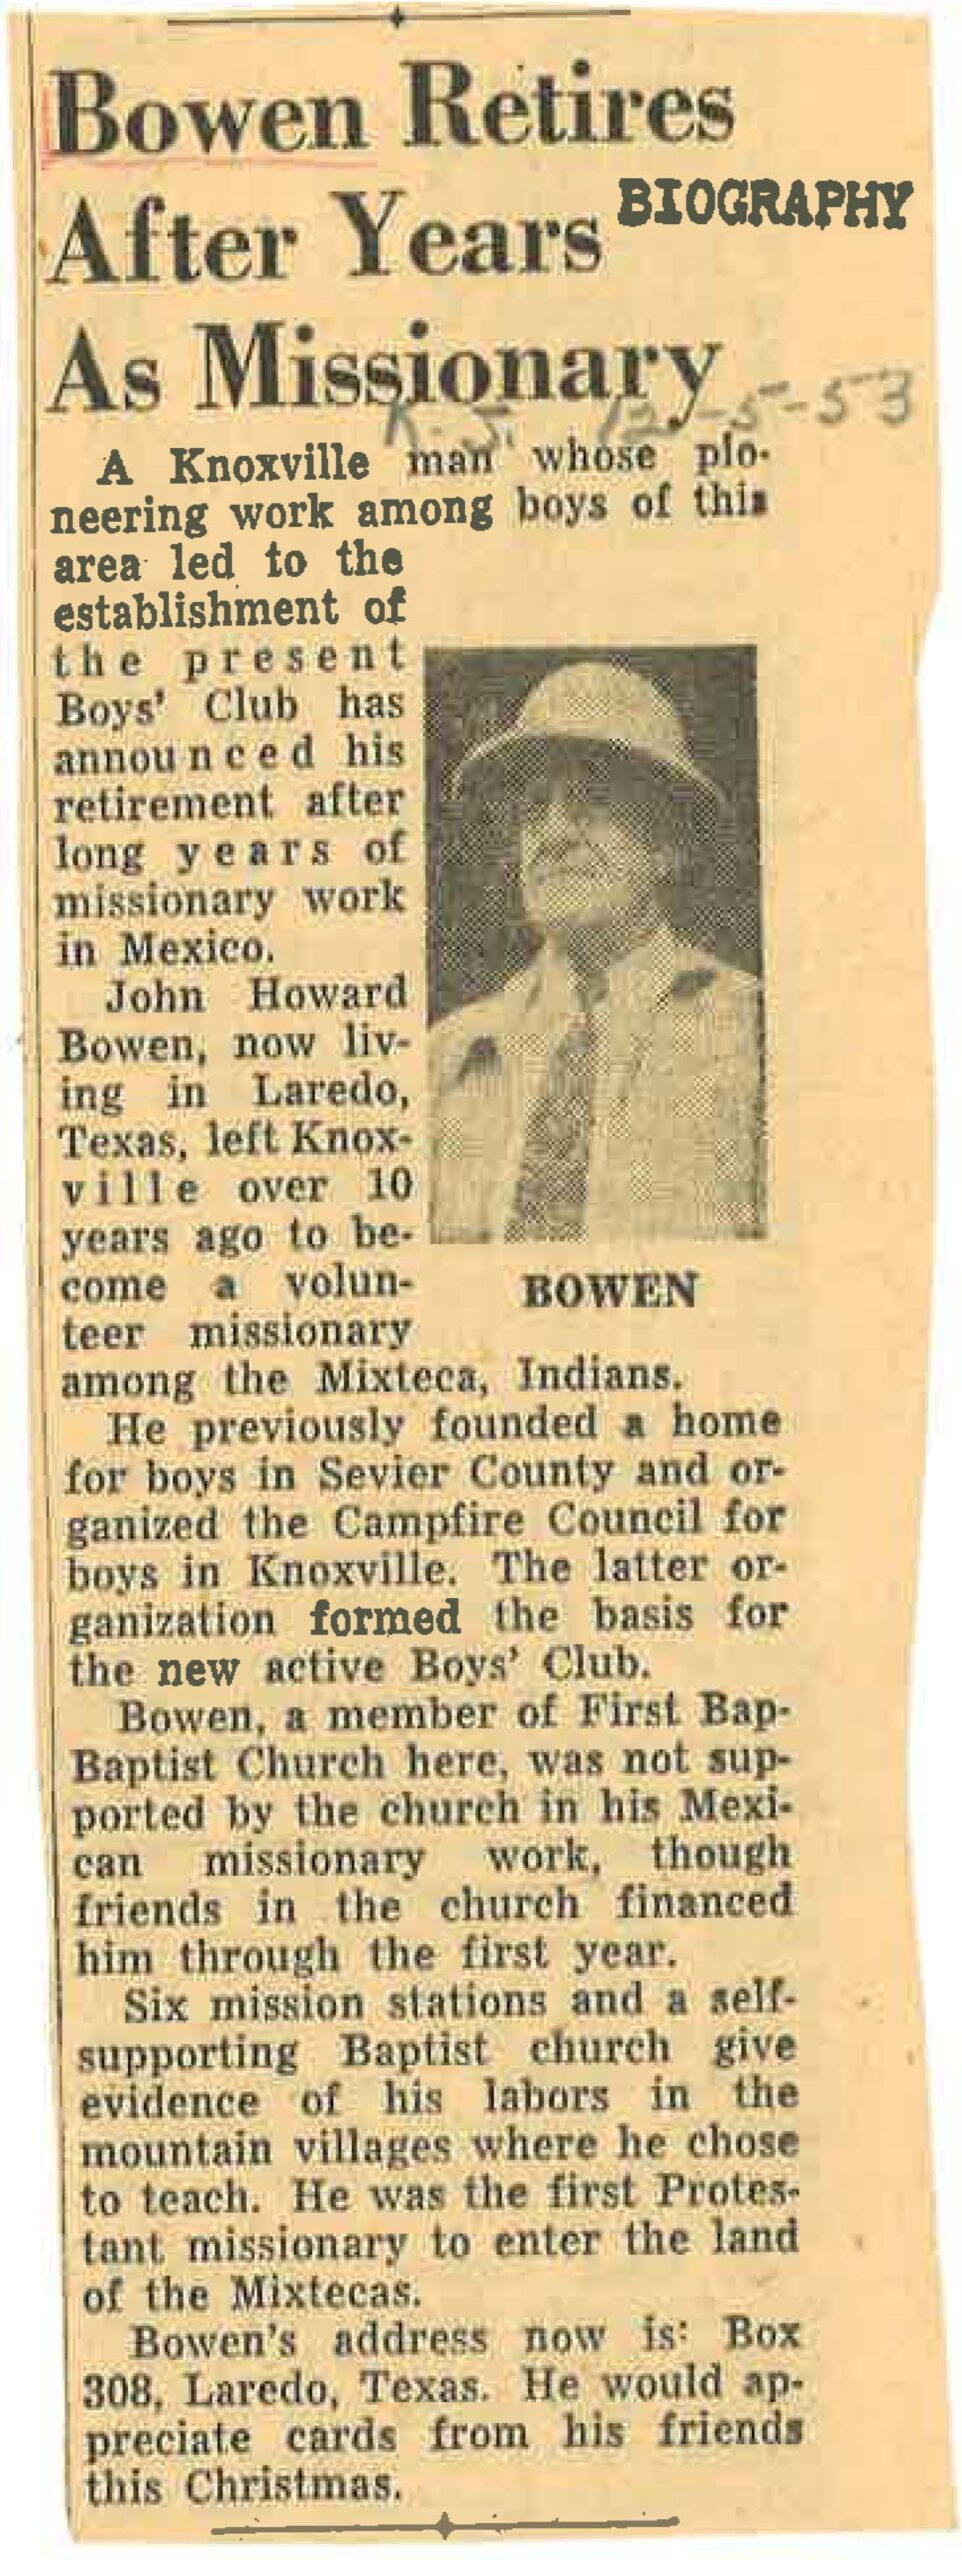 Bowen Retires
After Years
BIOGRAPHY
As Missionary
K. J. 12-5-53
A Knoxville man whose pio-
neering work among boys of this
area led to the
establishment of
the present
Boys' Club has
announced his
retirement after
long years of
missionary work
in Mexico.
John Howard
Bowen, now liv-
ing in Laredo,
Texas, left Knox-
ville over 10
years ago to be-
come a volun-
teer missionary
among the Mixteca, Indians.
BOWEN
He previously founded a home
for boys in Sevier County and or-
ganized the Campfire Council for
boys in Knoxville. The latter or-
ganization formed the basis for
the new active Boys' Club.
Bowen, a member of First Bap-
Baptist Church here, was not sup-
ported by the church in his Mexi-
can missionary work, though
friends in the church financed
him through the first year.
Six mission stations and a self-
supporting Baptist church give
evidence of his labors in the
mountain villages where he chose
to teach. He was the first Protes-
tant missionary to enter the land
of the Mixtecas.
Bowen's address now is: Box
308, Laredo, Texas. He would ap-
preciate cards from his friends
this Christmas.